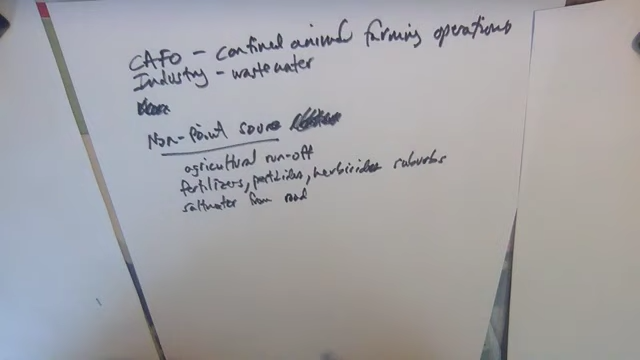 CAFO - confined animal farming operations
Industry - wastewater
Non-Point source
agricultural run-off
fertilizers, pesticides, herbicides suburbs
saltwater from road